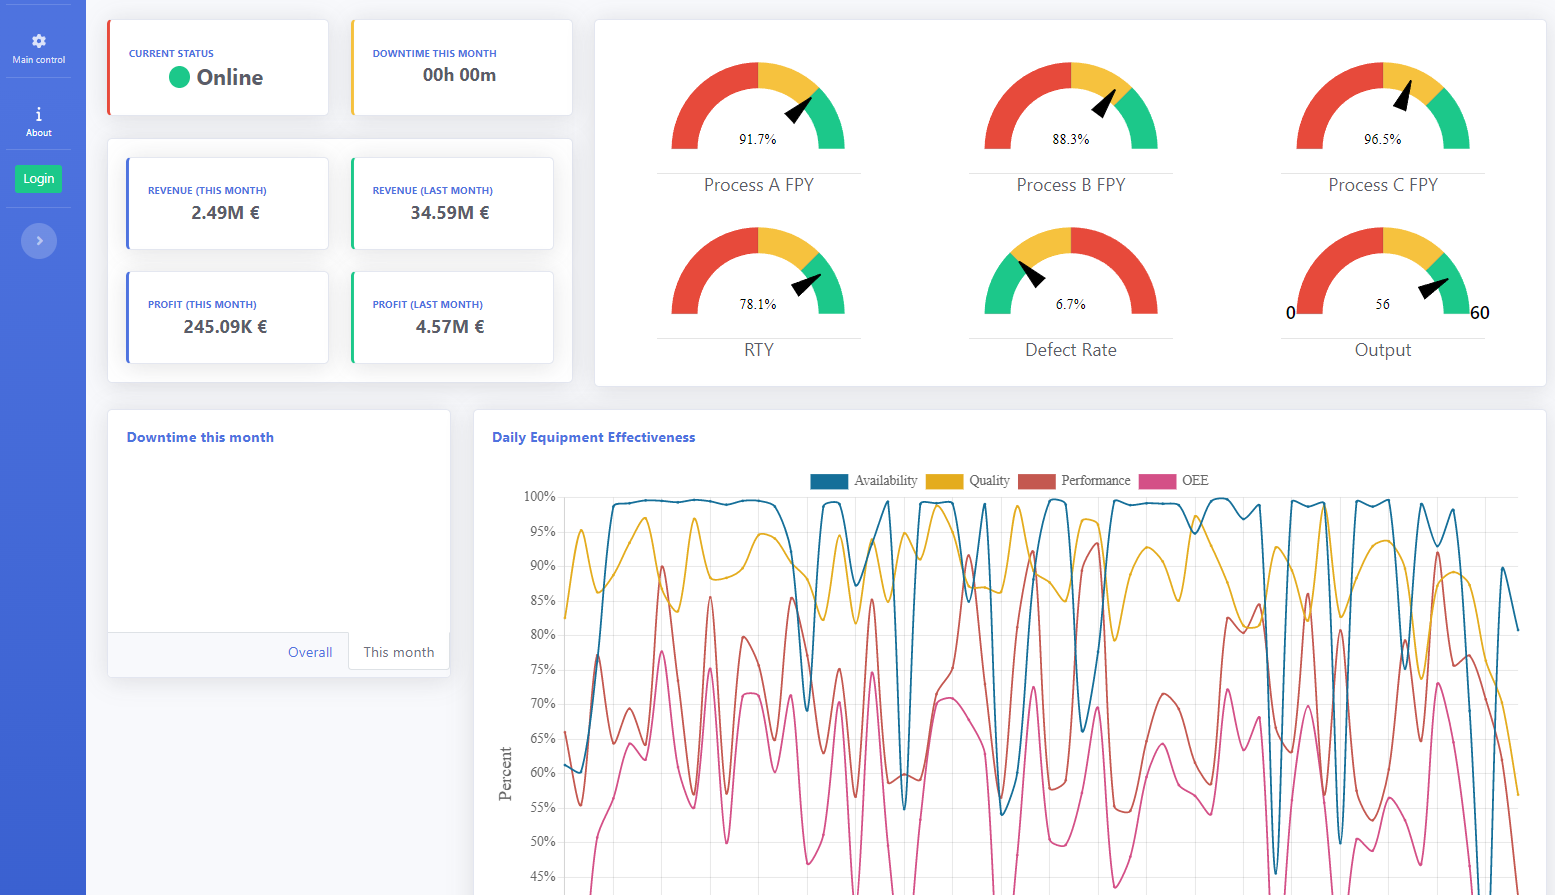 Main control
About
Login
CURRENT STATUS
Online
DOWNTIME THIS MONTH
00h 00m
REVENUE (THIS MONTH)
2.49M €
REVENUE (LAST MONTH)
34.59M €
PROFIT (THIS MONTH)
245.09K €
PROFIT (LAST MONTH)
4.57M €
91.7%
Process A FPY
88.3%
Process B FPY
96.5%
Process C FPY
78.1%
RTY
6.7%
Defect Rate
0
56
60
Output
Downtime this month
Overall
This month
Daily Equipment Effectiveness
Availability
Quality
Performance
OEE
100%
95%
90%
85%
80%
75%
70%
65%
60%
55%
50%
45%
Percent